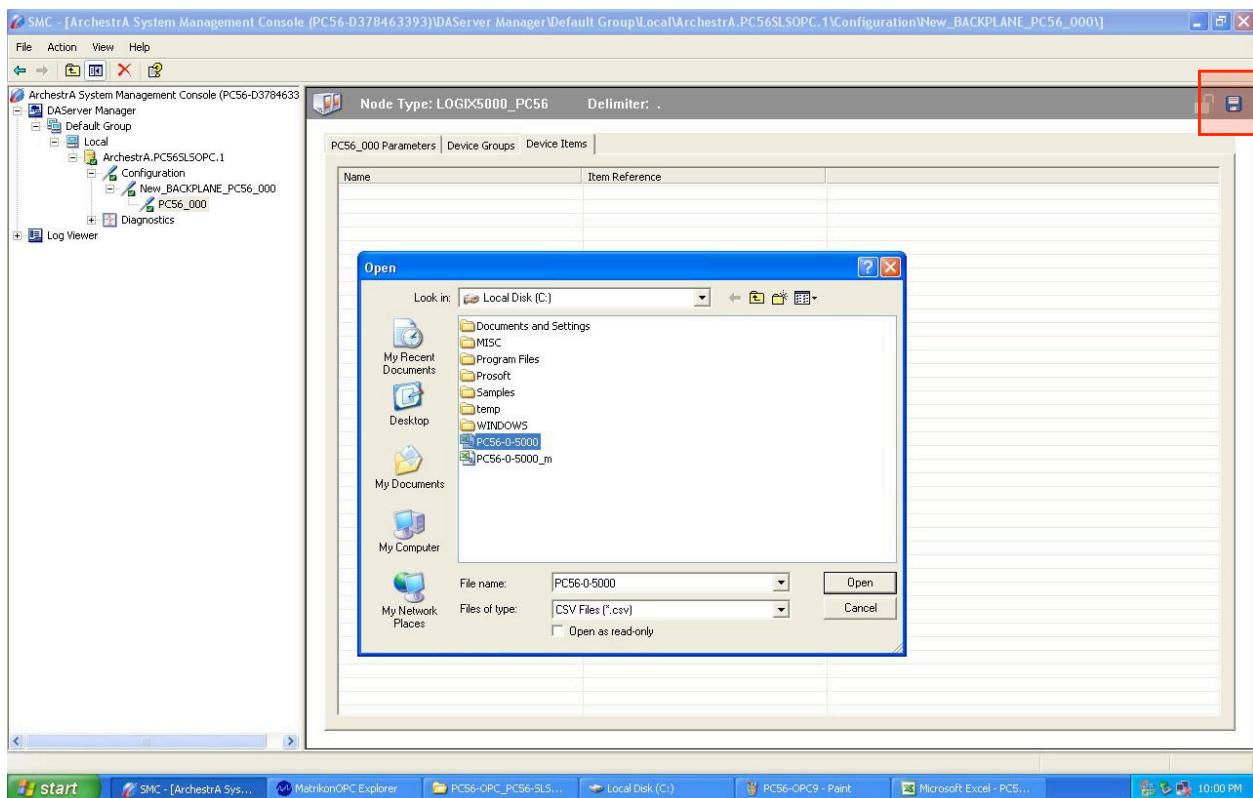 SMC - [ArchestrA System Management Console (PC56-D378463393)\DAServer Manager\Default Group\Local\ArchestrA.PC56SLSOPC.1\Configuration\New_BACKPLANE_PC56_000\]
File Action View Help
ArchestrA System Management Console (PC56-D3784633
DAServer Manager
Default Group
Local
ArchestrA.PC56SLSOPC.1
Configuration
New_BACKPLANE_PC56_000
PC56_000
Diagnostics
Log Viewer
Node Type: LOGIX5000_PC56 Delimiter: .
PC56_000 Parameters Device Groups Device Items
Name Item Reference
Open
Look in: Local Disk (C:)
My Recent Documents
Desktop
My Documents
My Computer
My Network Places
Documents and Settings
MISC
Program Files
Prosoft
Samples
temp
WINDOWS
PC56-0-5000
PC56-0-5000_m
File name: PC56-0-5000 Open
Files of type: CSV Files (*.csv) Cancel
Open as read-only
start SMC - [ArchestrA Sys... MatrikonOPC Explorer PC56-OPC_PC56-SLS... Local Disk (C:) PC56-OPC9 - Paint Microsoft Excel - PC5... 10:00 PM